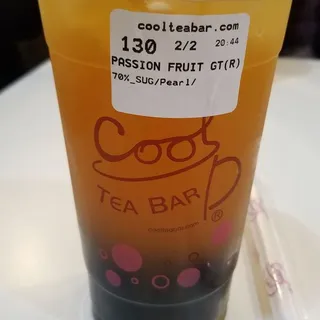 coolteabar.com
130 2/2 20:44
PASSION FRUIT GT(R)
70%_SUG/Pearl/
Cool
TEA BAR
®